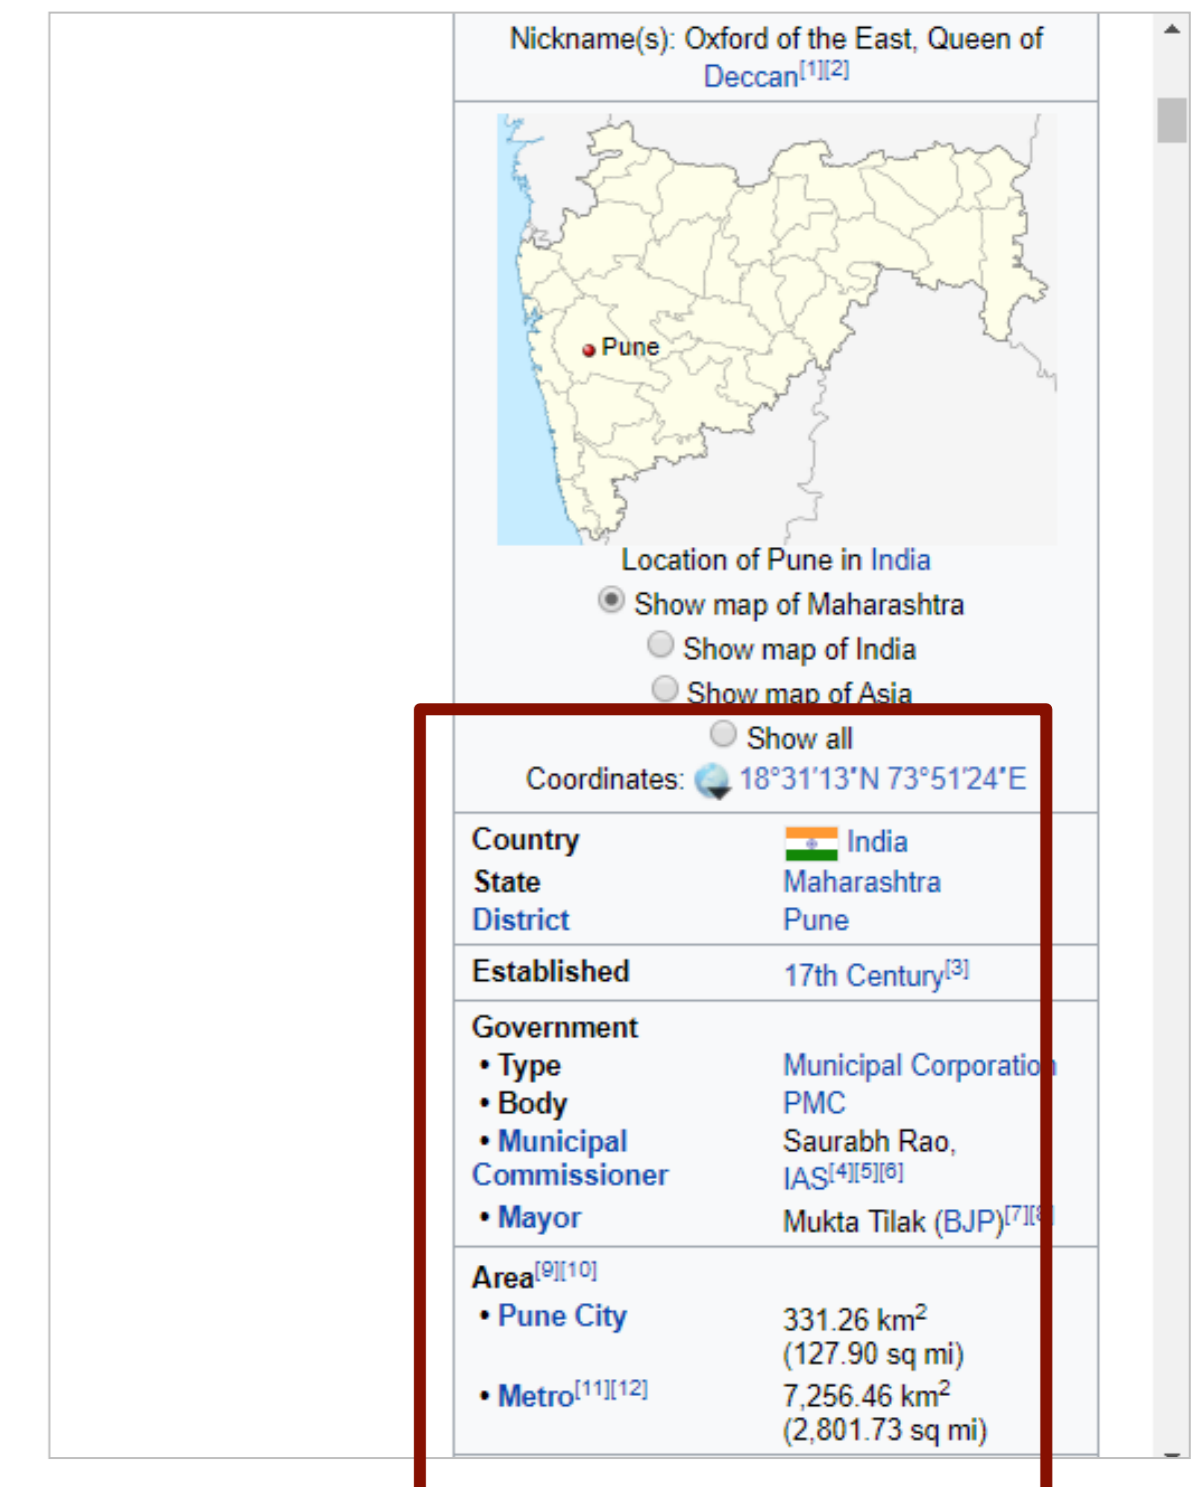 Nickname(s): Oxford of the East, Queen of
Deccan[1][2]
Pune
Location of Pune in India
Show map of Maharashtra
Show map of India
Show map of Asia
Show all
Coordinates: 18°31′13″N 73°51′24″E
Country India
State Maharashtra
District Pune
Established 17th Century[3]
Government
• Type Municipal Corporation
• Body PMC
• Municipal Saurabh Rao,
Commissioner IAS[4][5][6]
• Mayor Mukta Tilak (BJP)[7][8]
Area[9][10]
• Pune City 331.26 km2
(127.90 sq mi)
• Metro[11][12] 7,256.46 km2
(2,801.73 sq mi)